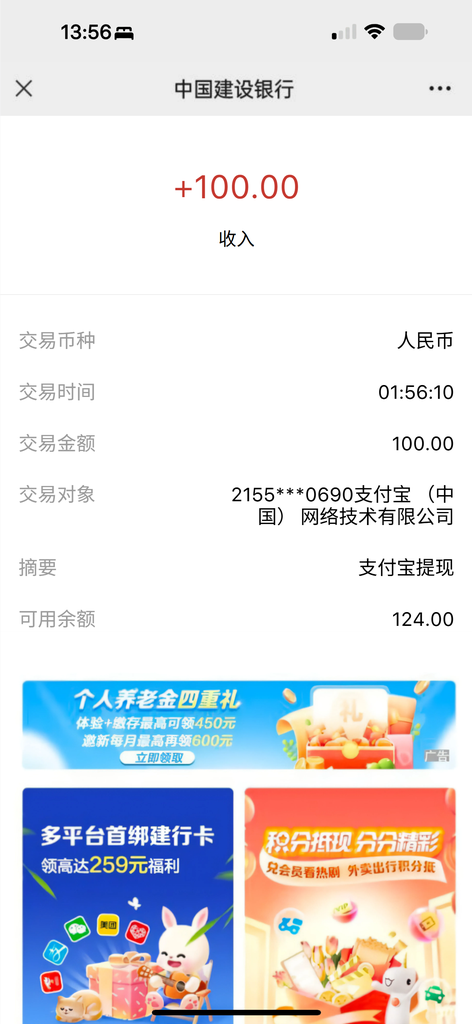 13:56
中国建设银行
+100.00
收入
交易币种 人民币
交易时间 01:56:10
交易金额 100.00
交易对象 2155***0690支付宝 （中
国） 网络技术有限公司
摘要 支付宝提现
可用余额 124.00
个人养老金四重礼
体验+缴存最高可领450元
邀新每月最高再领600元
立即领取
礼
广告
多平台首绑建行卡
领高达259元福利
美团
积分抵现 分分精彩
兑会员看热剧 外卖出行积分抵
VIP